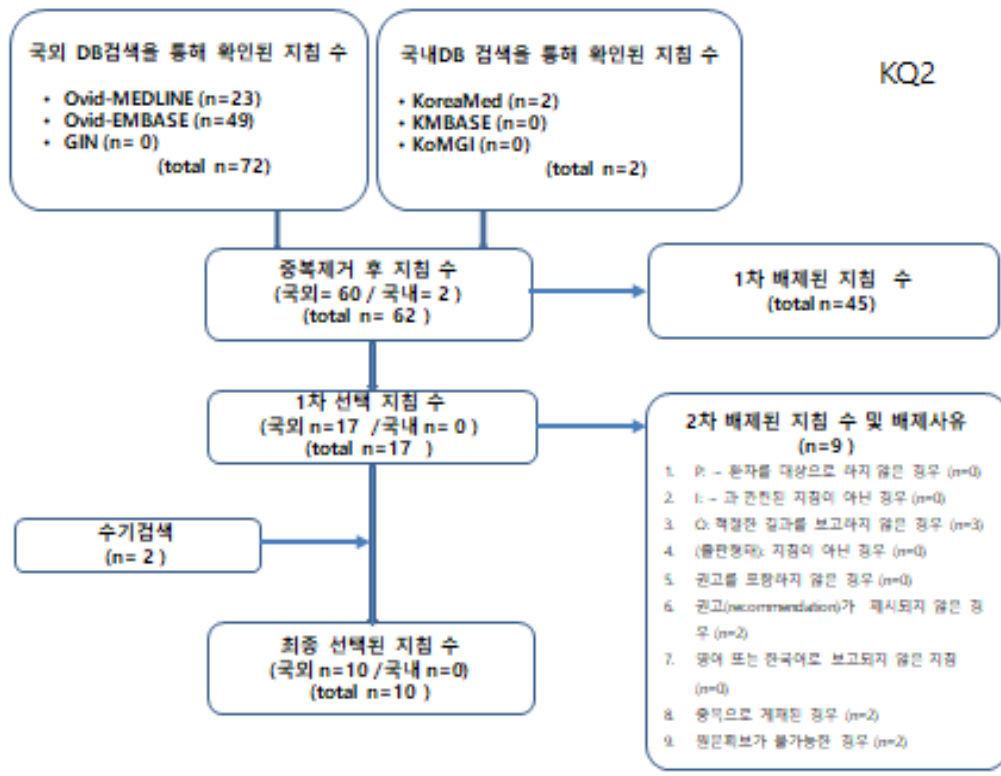 국외 DB검색을 통해 확인된 지침 수
• Ovid-MEDLINE (n=23)
• Ovid-EMBASE (n=49)
• GIN (n= 0)
(total n=72)
국내DB 검색을 통해 확인된 지침 수
• KoreaMed (n=2)
• KMBASE (n=0)
• KoMGI (n=0)
(total n=2)
KQ2
중복제거 후 지침 수
(국외= 60 / 국내= 2 )
(total n= 62 )
1차 배제된 지침 수
(total n=45)
1차 선택 지침 수
(국외 n=17 /국내 n= 0 )
(total n=17 )
2차 배제된 지침 수 및 배제사유
(n=9 )
1. P: – 환자를 대상으로 하지 않은 경우 (n=0)
2. I: – 과 관련된 지침이 아닌 경우 (n=0)
3. O: 적절한 결과를 보고하지 않은 경우 (n=3)
4. (출판형태): 지침이 아닌 경우 (n=0)
5. 권고를 포함하지 않은 경우 (n=0)
6. 권고(recommendation)가 제시되지 않은 경
우 (n=2)
7. 영어 또는 한국어로 보고되지 않은 지침
(n=0)
8. 중복으로 게재된 경우 (n=2)
9. 원문확보가 불가능한 경우 (n=2)
수기검색
(n= 2 )
최종 선택된 지침 수
(국외 n=10 /국내 n=0)
(total n=10 )